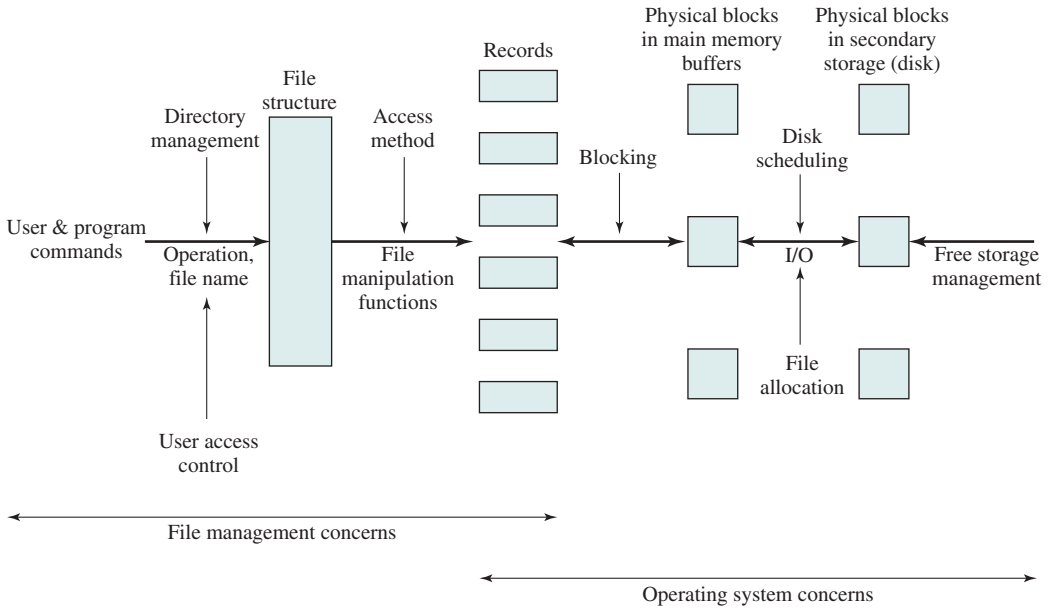 Physical blocks
in main memory
buffers
Physical blocks
in secondary
storage (disk)
Records
File
structure
Directory
management
Access
method
Blocking
Disk
scheduling
User & program
commands
Operation,
file name
File
manipulation
functions
I/O
Free storage
management
File
allocation
User access
control
File management concerns
Operating system concerns